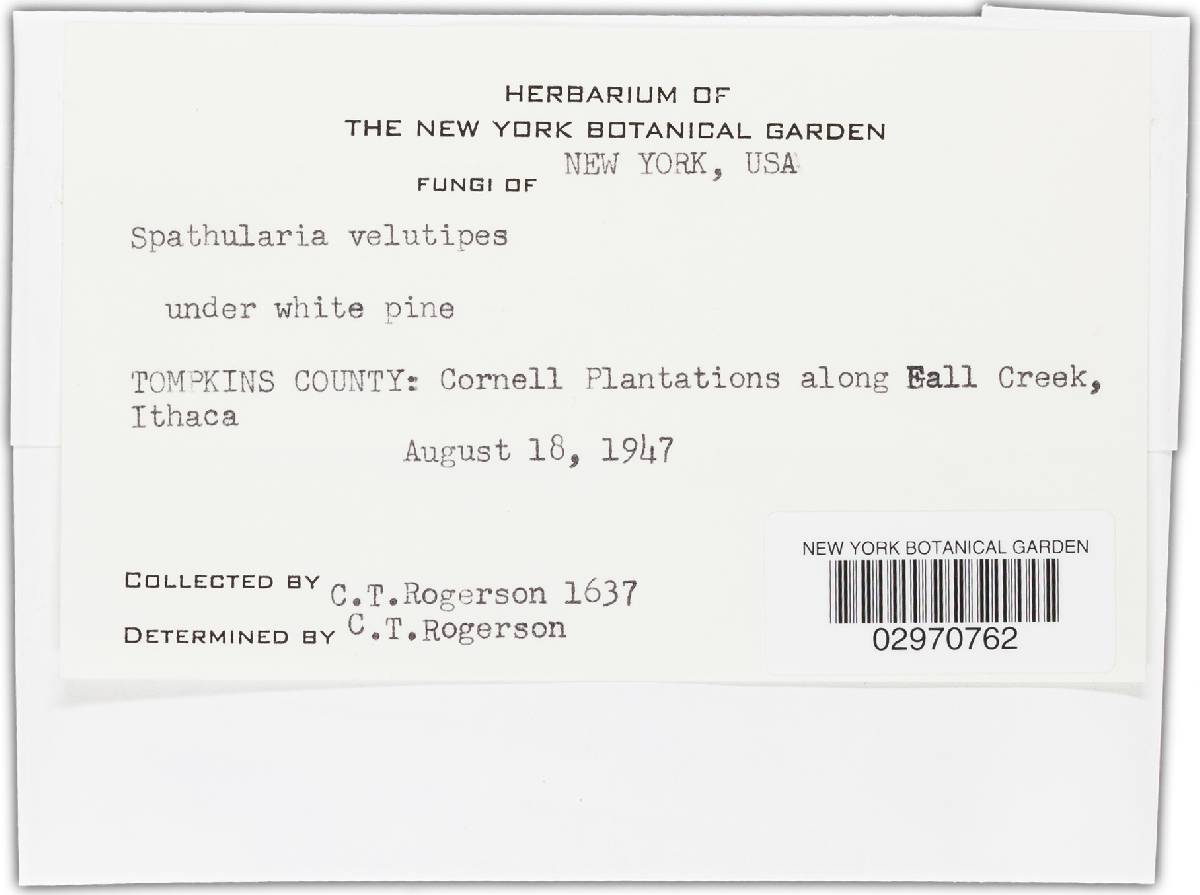 HERBARIUM OF
THE NEW YORK BOTANICAL GARDEN
FUNGI OF NEW YORK, USA
Spathularia velutipes
under white pine
TOMPKINS COUNTY: Cornell Plantations along Fall Creek,
Ithaca
August 18, 1947
COLLECTED BY C.T.Rogerson 1637
DETERMINED BY C.T.Rogerson
NEW YORK BOTANICAL GARDEN
02970762